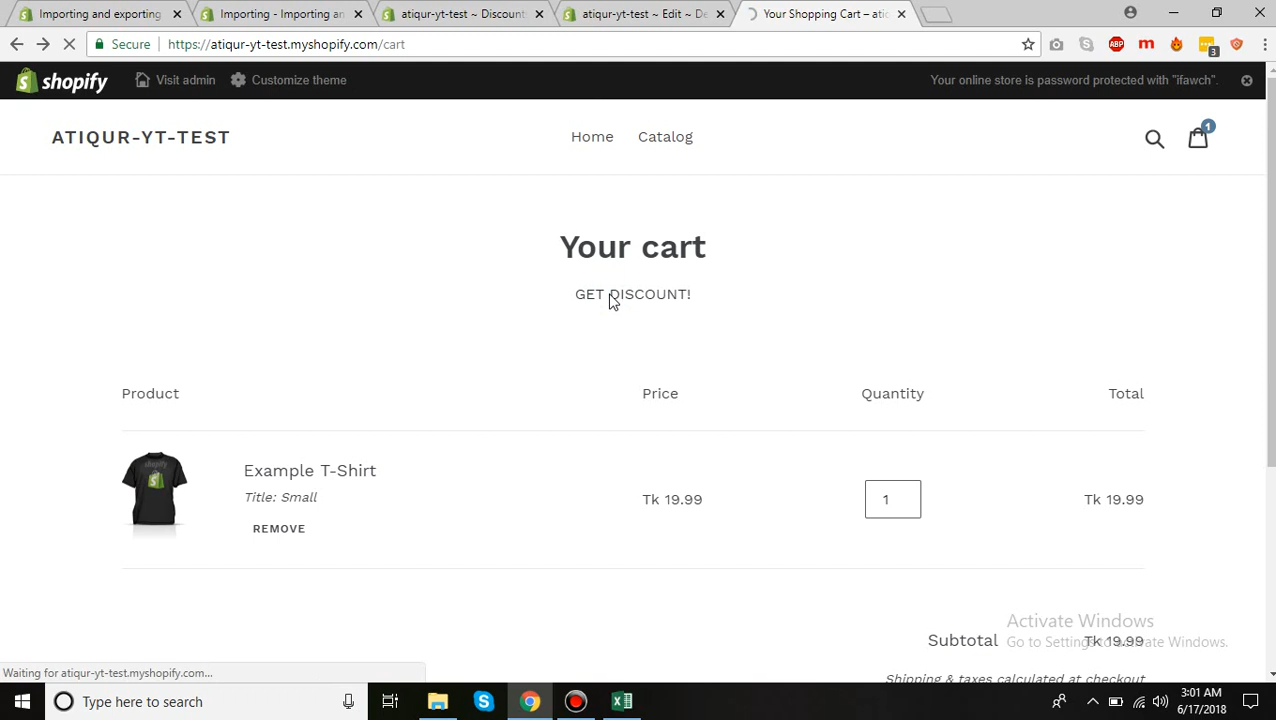 Importing and exporting
Importing - Importing an
atiqur-yt-test ~ Discount
atiqur-yt-test ~ Edit ~ De
Your Shopping Cart – atiq
Secure
https://atiqur-yt-test.myshopify.com/cart
ABP
m
3
shopify
Visit admin
Customize theme
Your online store is password protected with "ifawch".
ATIQUR-YT-TEST
Home
Catalog
1
Your cart
GET DISCOUNT!
Product
Price
Quantity
Total
shopify
Example T-Shirt
Title: Small
REMOVE
Tk 19.99
1
Tk 19.99
Activate Windows
Go to Settings to activate Windows.
Subtotal
Tk 19.99
Shipping & taxes calculated at checkout
Waiting for atiqur-yt-test.myshopify.com...
Type here to search
3:01 AM
6/17/2018